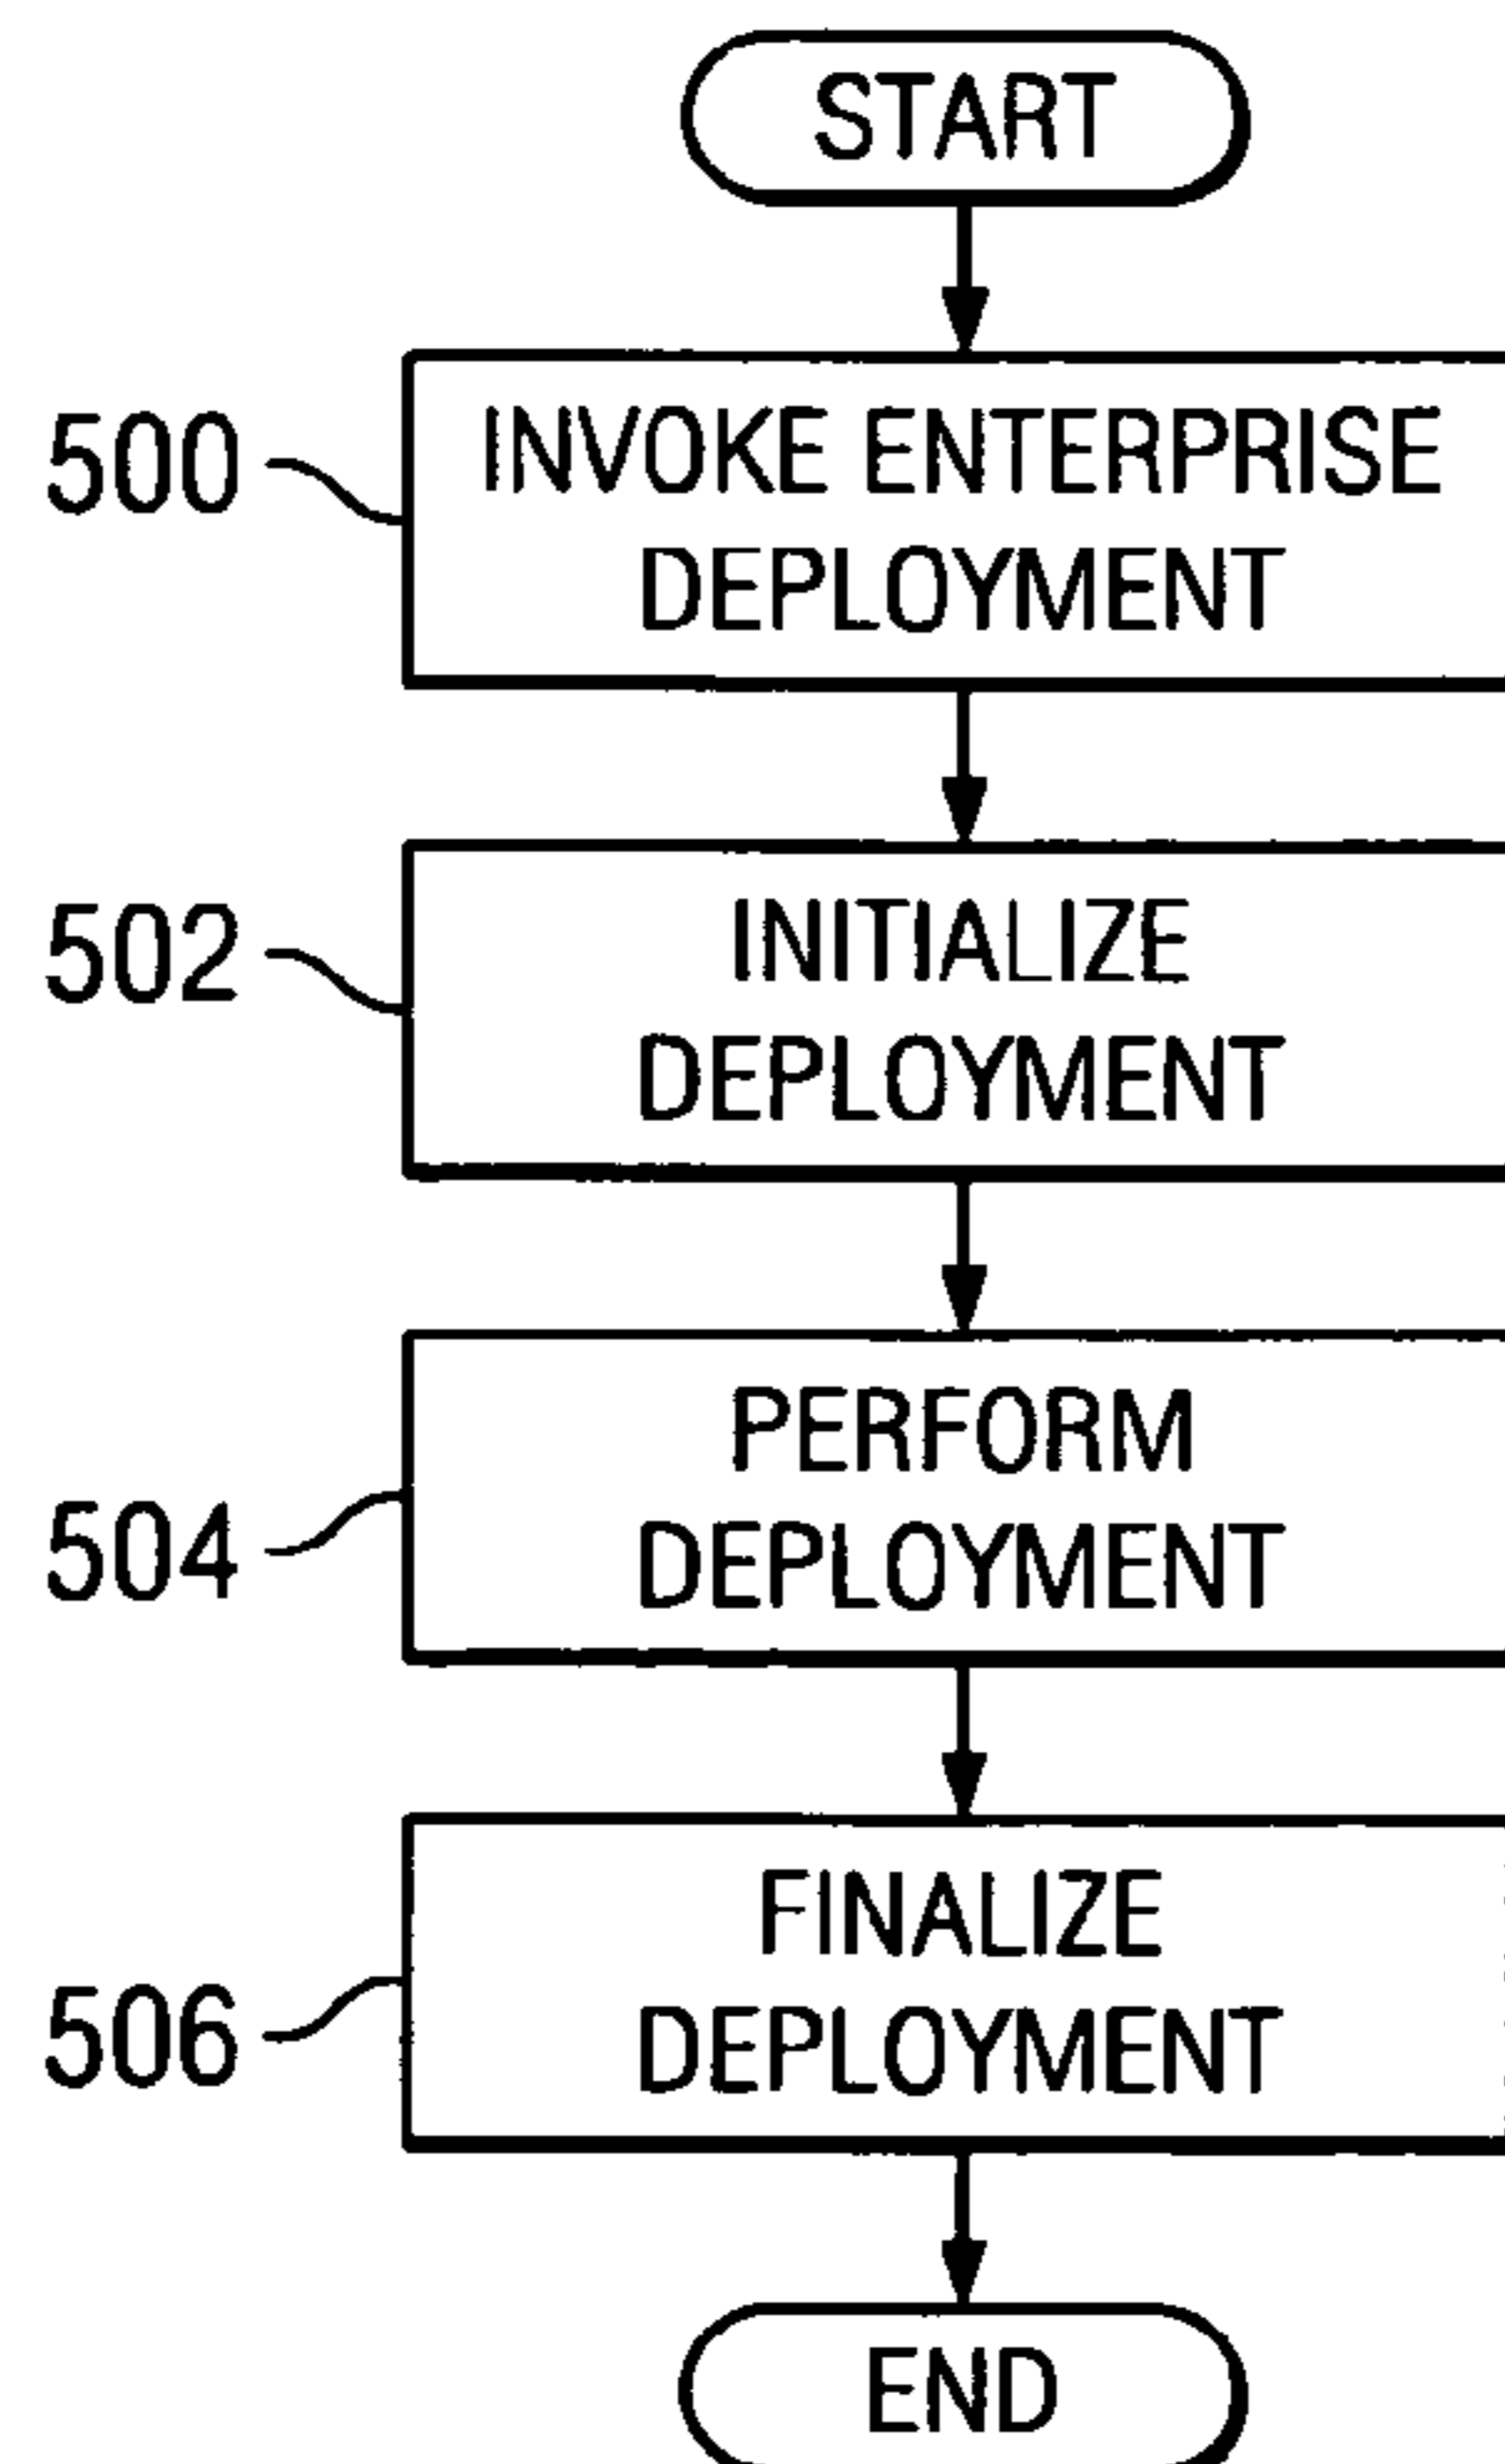 START
500
INVOKE ENTERPRISE
DEPLOYMENT
502
INITIALIZE
DEPLOYMENT
504
PERFORM
DEPLOYMENT
506
FINALIZE
DEPLOYMENT
END